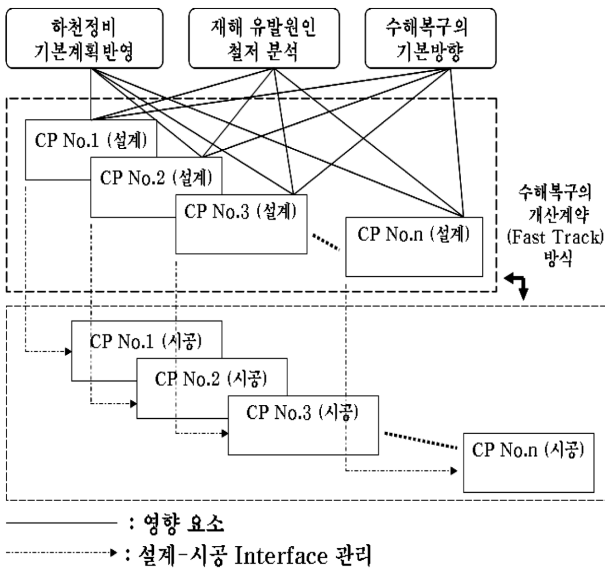 하천정비
기본계획반영
재해 유발원인
철저 분석
수해복구의
기본방향
CP No.1 (설계)
CP No.2 (설계)
CP No.3 (설계)
CP No.n (설계)
수해복구의
개산계약
(Fast Track)
방식
CP No.1 (시공)
CP No.2 (시공)
CP No.3 (시공)
CP No.n (시공)
: 영향 요소
: 설계-시공 Interface 관리